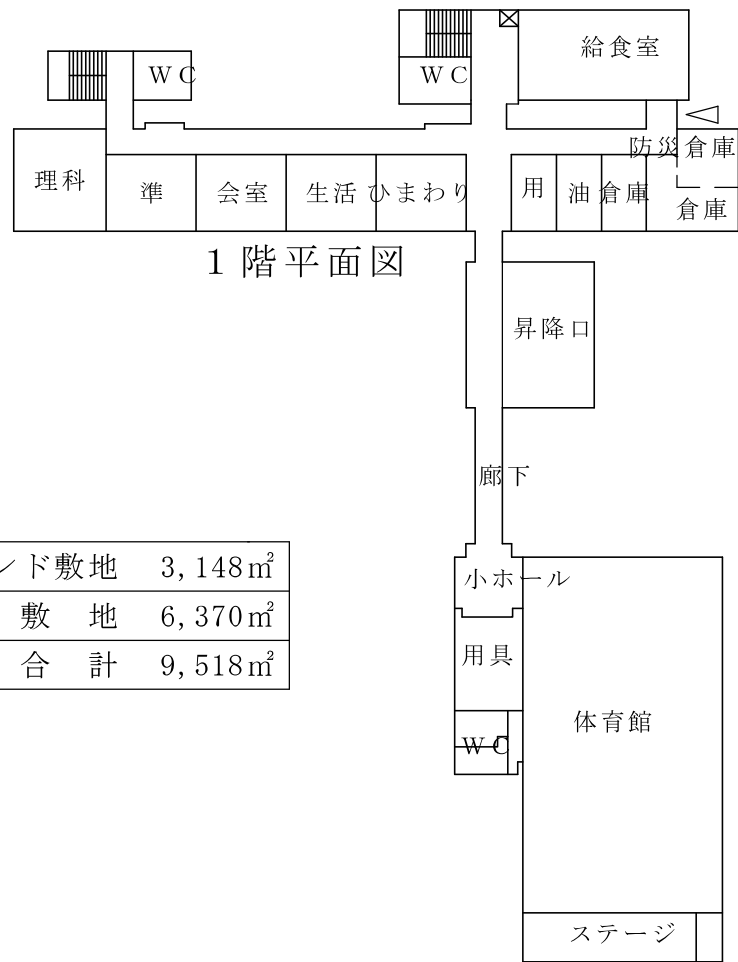 給食室
WC
WC
防災倉庫
理科
準
会室
生活
ひまわり
用
油
倉庫
倉庫
1階平面図
昇降口
廊下
ンド敷地 3,148㎡
敷地 6,370㎡
合計 9,518㎡
小ホール
用具
体育館
WC
ステージ